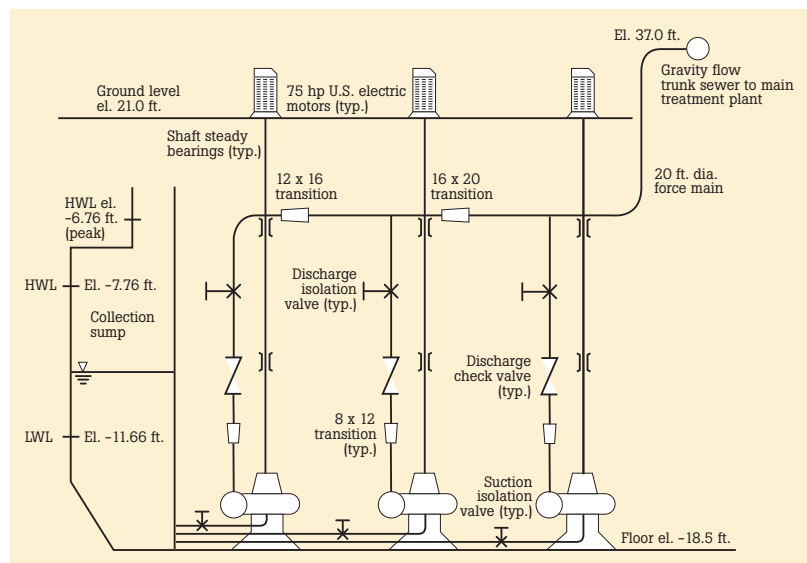 El. 37.0 ft.
Gravity flow
trunk sewer to main
treatment plant
Ground level
el. 21.0 ft.
75 hp U.S. electric
motors (typ.)
Shaft steady
bearings (typ.)
12 x 16
transition
16 x 20
transition
20 ft. dia.
force main
HWL el.
-6.76 ft.
(peak)
HWL
El. -7.76 ft.
Discharge
isolation
valve (typ.)
Collection
sump
Discharge
check valve
(typ.)
LWL
El. -11.66 ft.
8 x 12
transition
(typ.)
Suction
isolation
valve (typ.)
Floor el. -18.5 ft.